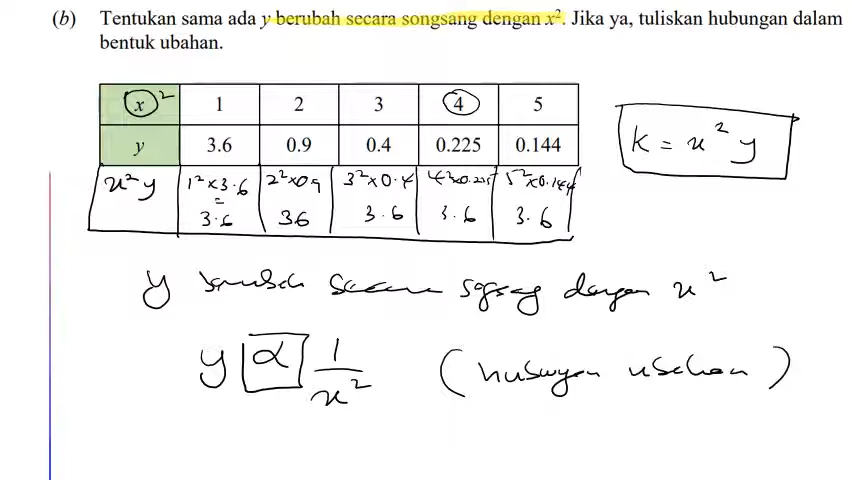 (b) Tentukan sama ada y berubah secara songsang dengan x². Jika ya, tuliskan hubungan dalam
bentuk ubahan.
x² 1 2 3 4 5
y 3.6 0.9 0.4 0.225 0.144
x²y 1²×3.6 2²×0.9 3²×0.4 4²×0.225 5²×0.144
= 3.6 36 3.6 3.6 3.6
K = x²y
y berubah secara songsang dengan x²
y ∝ 1/x² (hubungan ubahan)